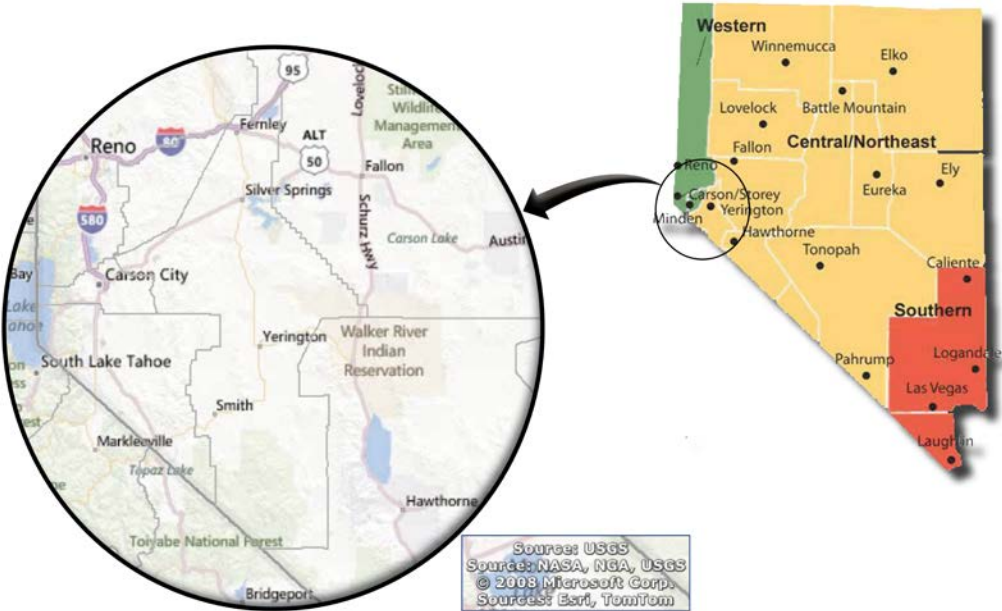 95
Lovelock
Still
Wildlife
Management
Area
Fernley
80
ALT
50
Reno
Fallon
Silver Springs
580
Schurz Hwy
Carson Lake
Austin
Bay
Carson City
Lake
Tahoe
Yerington
Walker River
Indian
Reservation
South Lake Tahoe
Smith
Markleeville
Topaz Lake
Hawthorne
Toiyabe National Forest
Bridgeport
Western
Winnemucca
Elko
Battle Mountain
Lovelock
Central/Northeast
Fallon
Reno
Ely
Eureka
Carson/Storey
Minden
Yerington
Hawthorne
Tonopah
Caliente
Southern
Pahrump
Logandale
Las Vegas
Laughlin
Source: USGS
Source: NASA, NGA, USGS
© 2008 Microsoft Corp.
Sources: Esri, TomTom